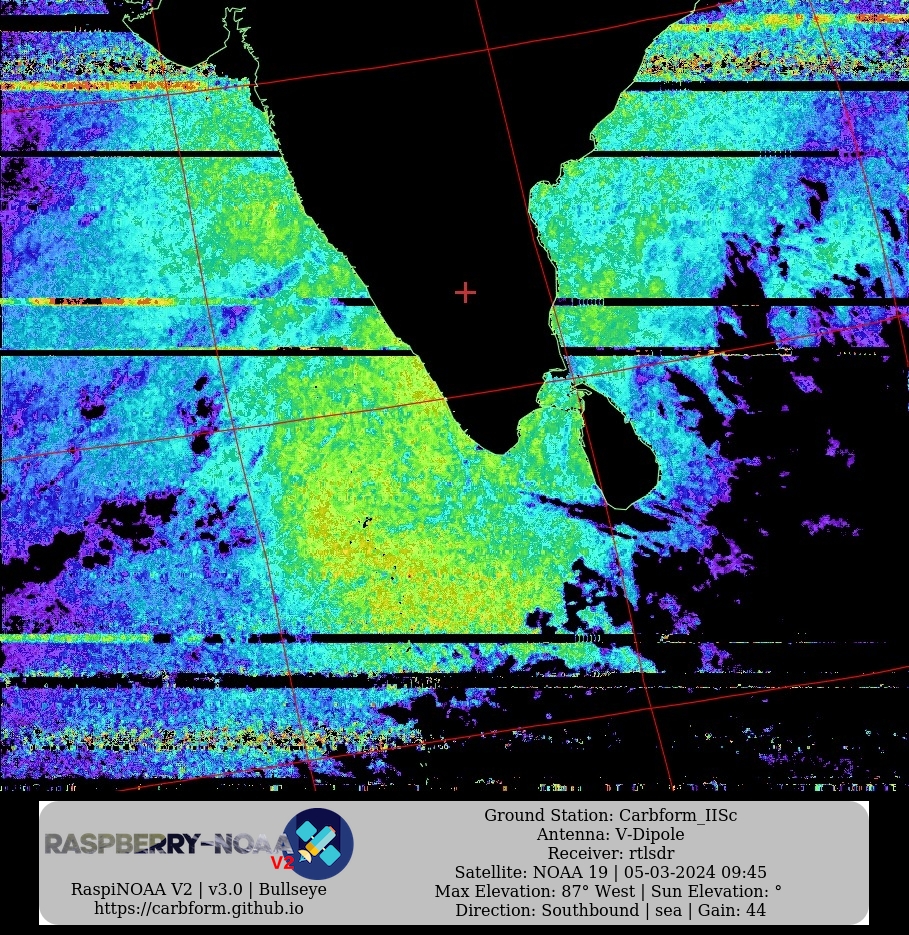 RASPBERRY-NOAA
V2
RaspiNOAA V2 | v3.0 | Bullseye
https://carbform.github.io
Ground Station: Carbform_IISc
Antenna: V-Dipole
Receiver: rtlsdr
Satellite: NOAA 19 | 05-03-2024 09:45
Max Elevation: 87° West | Sun Elevation: °
Direction: Southbound | sea | Gain: 44